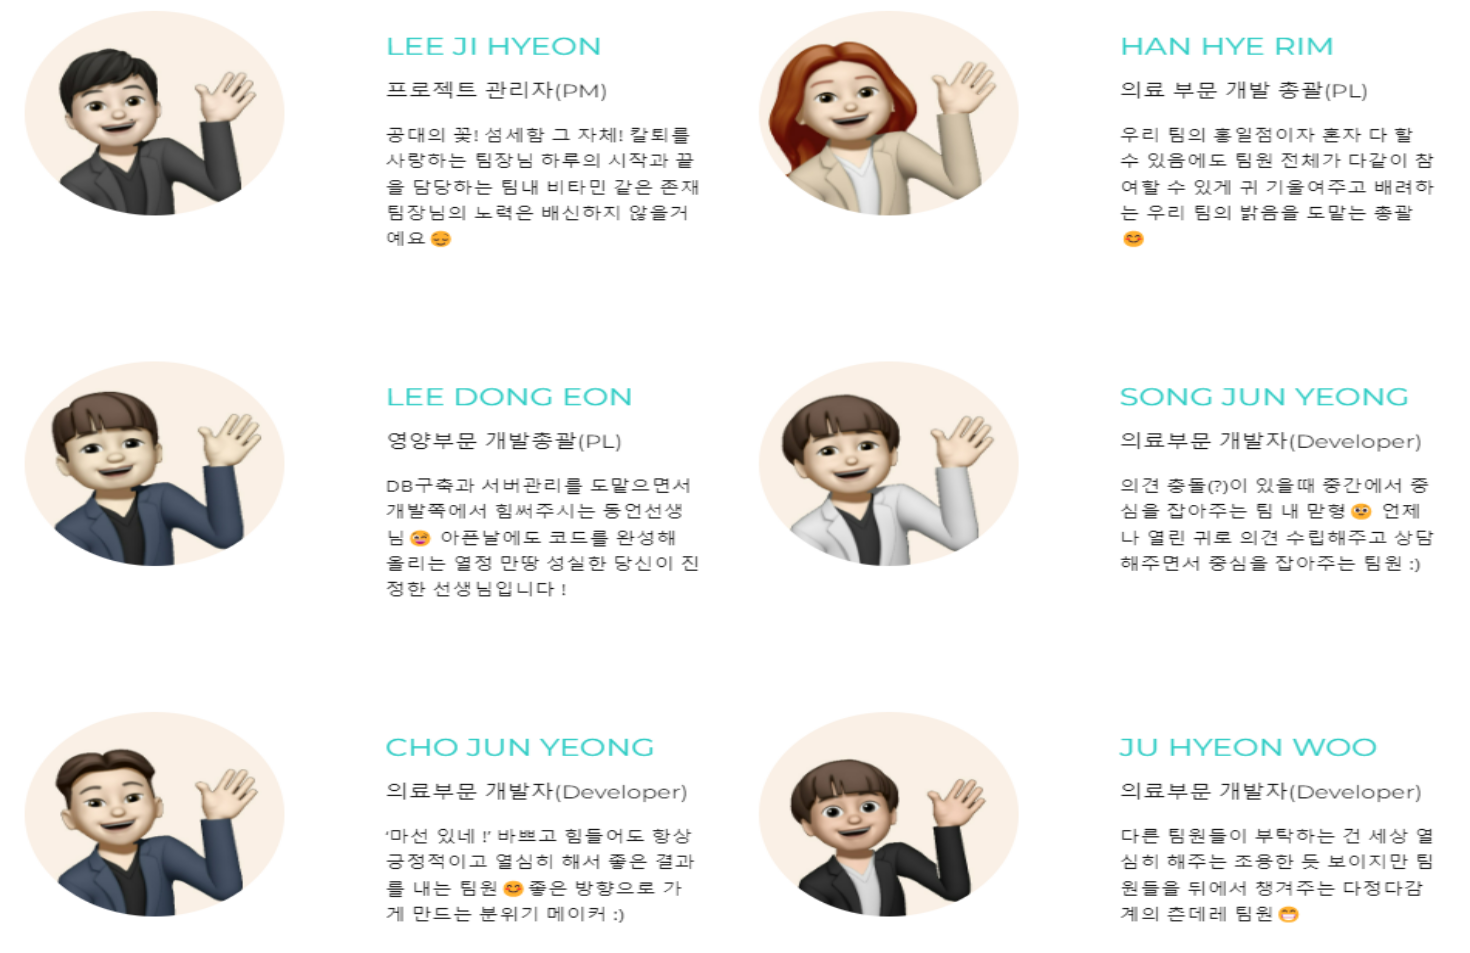 LEE JI HYEON
프로젝트 관리자(PM)
공대의 꽃! 섬세함 그 자체! 칼퇴를
사랑하는 팀장님 하루의 시작과 끝
을 담당하는 팀내 비타민 같은 존재
팀장님의 노력은 배신하지 않을거
예요😌
HAN HYE RIM
의료 부문 개발 총괄(PL)
우리 팀의 홍일점이자 혼자 다 할
수 있음에도 팀원 전체가 다같이 참
여할 수 있게 귀 기울여주고 배려하
는 우리 팀의 밝음을 도맡는 총괄
😊
LEE DONG EON
영양부문 개발총괄(PL)
DB구축과 서버관리를 도맡으면서
개발쪽에서 힘써주시는 동언선생
님🥳 아픈날에도 코드를 완성해
올리는 열정 만땅 성실한 당신이 진
정한 선생님입니다 !
SONG JUN YEONG
의료부문 개발자(Developer)
의견 충돌(?)이 있을때 중간에서 중
심을 잡아주는 팀 내 맏형🥺 언제
나 열린 귀로 의견 수립해주고 상담
해주면서 중심을 잡아주는 팀원 :)
CHO JUN YEONG
의료부문 개발자(Developer)
‘마선 있네 !’ 바쁘고 힘들어도 항상
긍정적이고 열심히 해서 좋은 결과
를 내는 팀원😊좋은 방향으로 가
게 만드는 분위기 메이커 :)
JU HYEON WOO
의료부문 개발자(Developer)
다른 팀원들이 부탁하는 건 세상 열
심히 해주는 조용한 듯 보이지만 팀
원들을 뒤에서 챙겨주는 다정다감
계의 츤데레 팀원😁